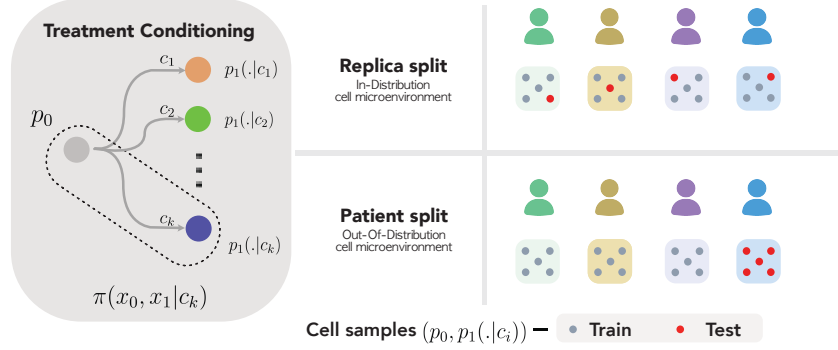 Treatment Conditioning
c₁
p₁(.|c₁)
c₂
p₁(.|c₂)
p₀
cₖ
p₁(.|cₖ)
π(x₀, x₁|cₖ)
Replica split
In-Distribution
cell microenvironment
Patient split
Out-Of-Distribution
cell microenvironment
Cell samples (p₀, p₁(.|cᵢ)) – Train Test